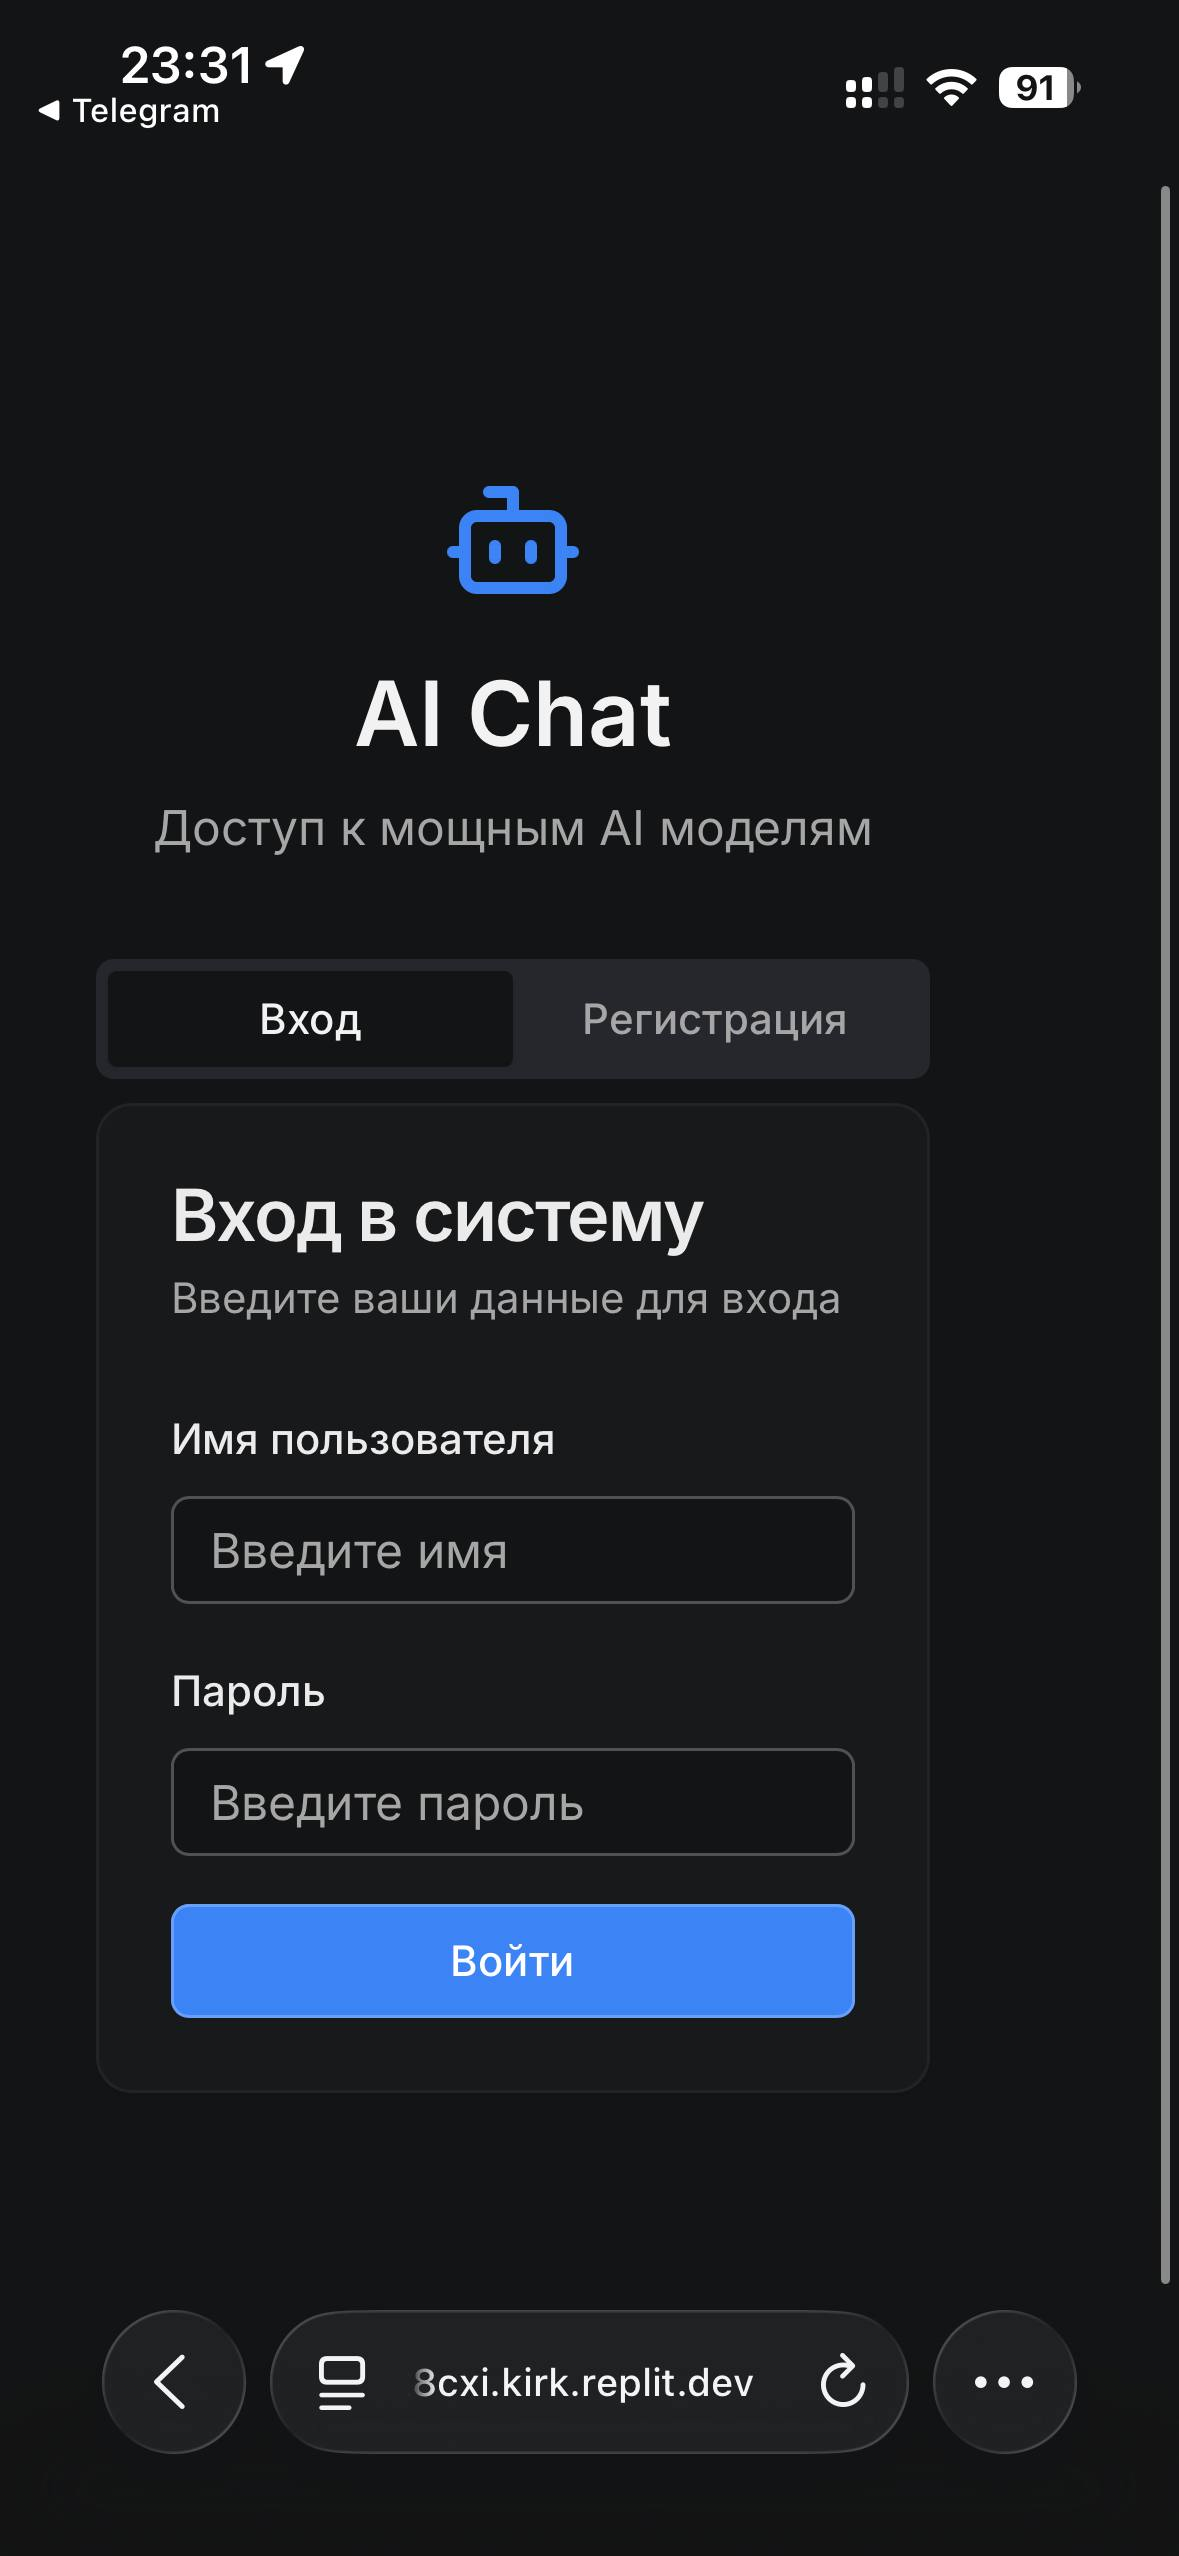 23:31
Telegram
91
AI Chat
Доступ к мощным AI моделям
Вход
Регистрация
Вход в систему
Введите ваши данные для входа
Имя пользователя
Введите имя
Пароль
Введите пароль
Войти
8cxi.kirk.replit.dev